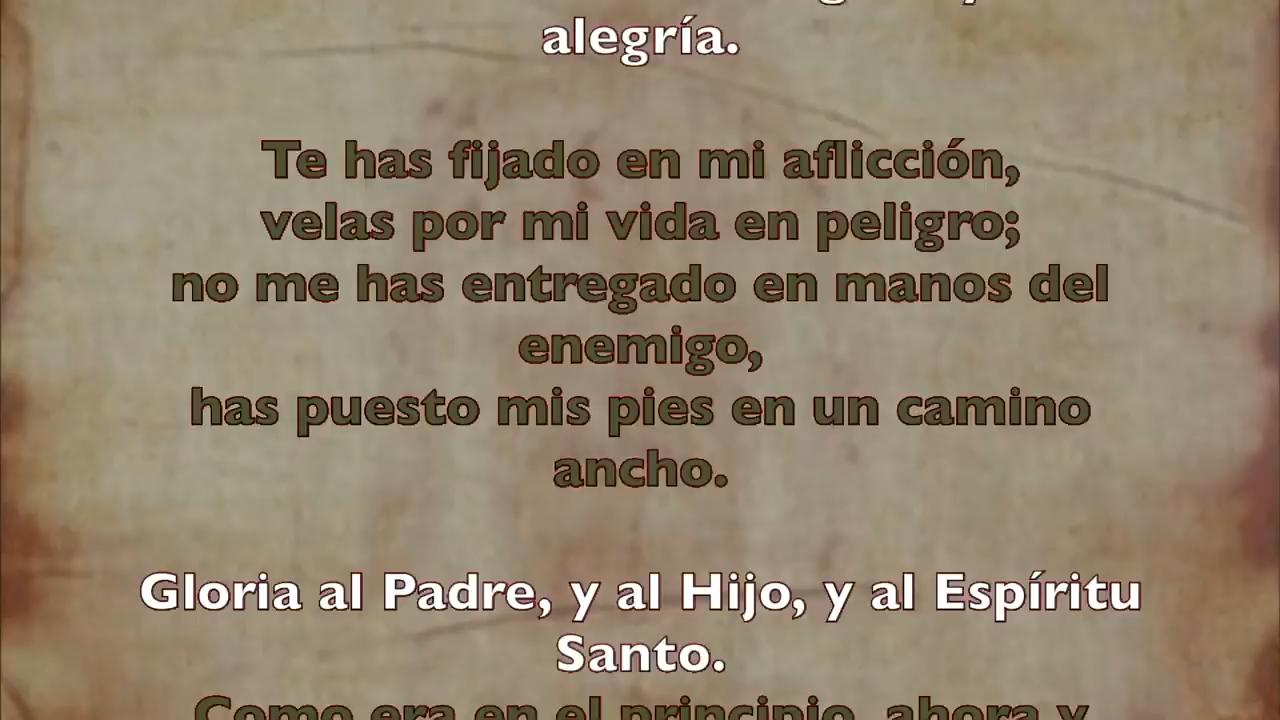 alegría.
Te has fijado en mi aflicción,
velas por mi vida en peligro;
no me has entregado en manos del
enemigo,
has puesto mis pies en un camino
ancho.
Gloria al Padre, y al Hijo, y al Espíritu
Santo.
Como era en el principio, ahora y